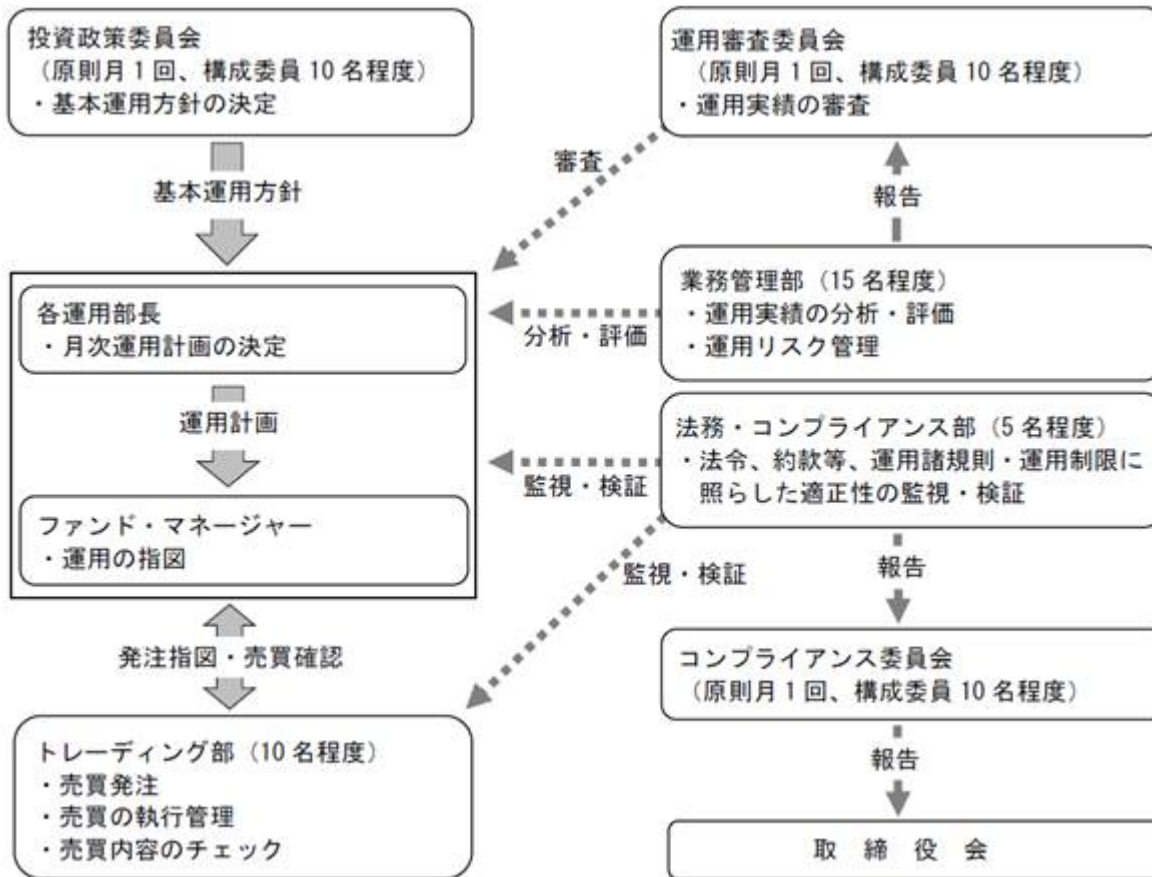 投資政策委員会
（原則月1回、構成委員10名程度）
・基本運用方針の決定
基本運用方針
各運用部長
・月次運用計画の決定
運用計画
ファンド・マネージャー
・運用の指図
発注指図・売買確認
トレーディング部（10名程度）
・売買発注
・売買の執行管理
・売買内容のチェック
運用審査委員会
（原則月1回、構成委員10名程度）
・運用実績の審査
審査
報告
業務管理部（15名程度）
・運用実績の分析・評価
・運用リスク管理
分析・評価
法務・コンプライアンス部（5名程度）
・法令、約款等、運用諸規則・運用制限に
照らした適正性の監視・検証
監視・検証
監視・検証
報告
コンプライアンス委員会
（原則月1回、構成委員10名程度）
報告
取締役会